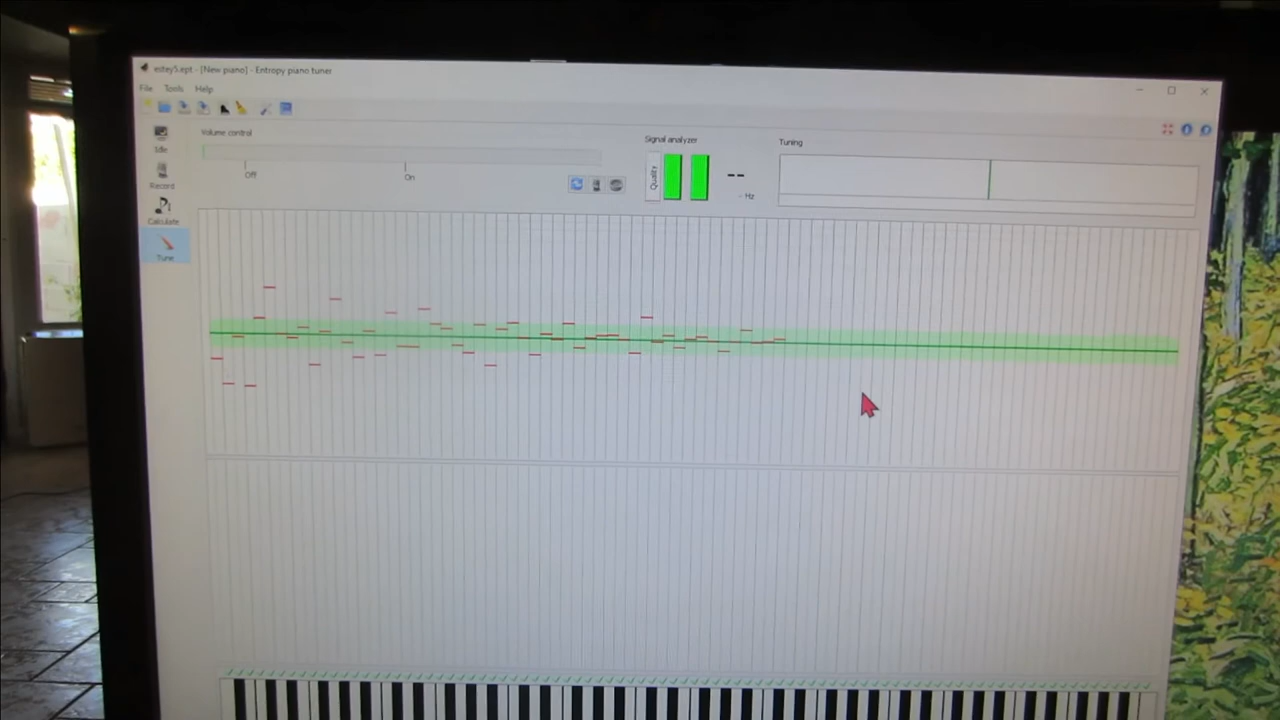 estey5.ept - [New piano] - Entropy piano tuner
File Tools Help
Volume control
Signal analyzer
Tuning
Idle
Off
On
Quality
--
- Hz
Record
Calculate
Tune